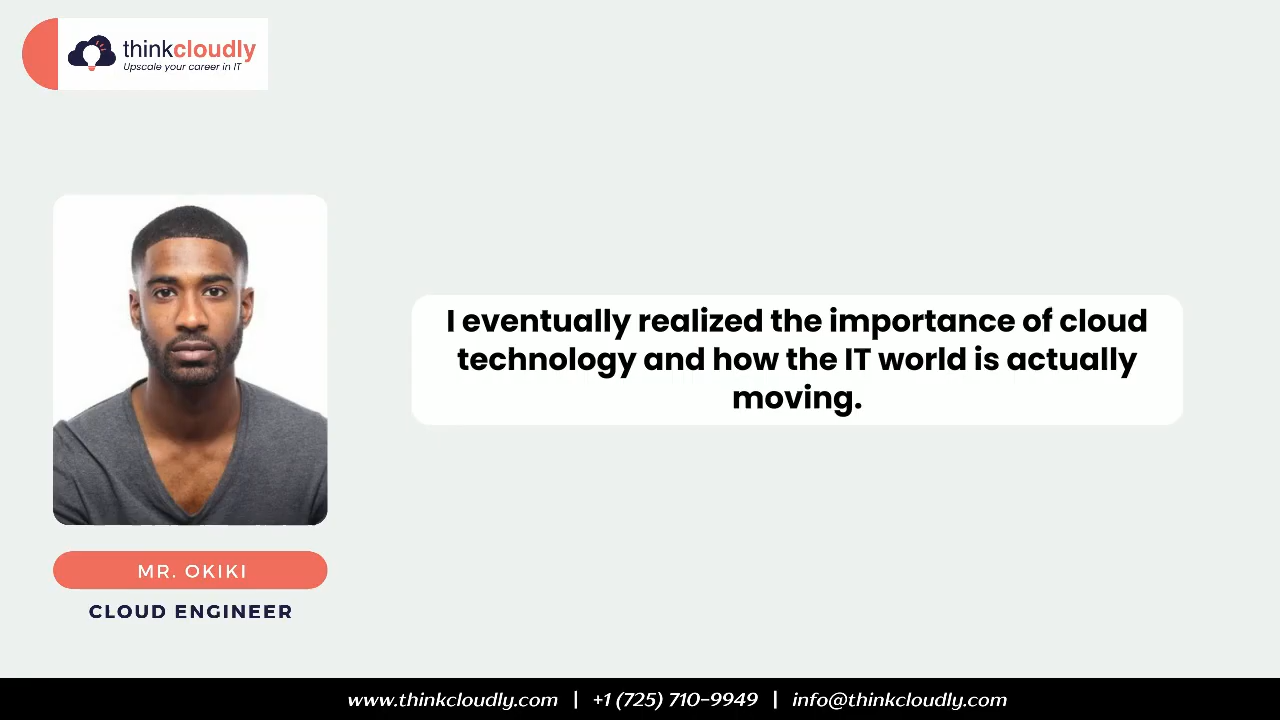 thinkcloudly
Upscale your career in IT
I eventually realized the importance of cloud
technology and how the IT world is actually
moving.
MR. OKIKI
CLOUD ENGINEER
www.thinkcloudly.com | +1 (725) 710-9949 | info@thinkcloudly.com